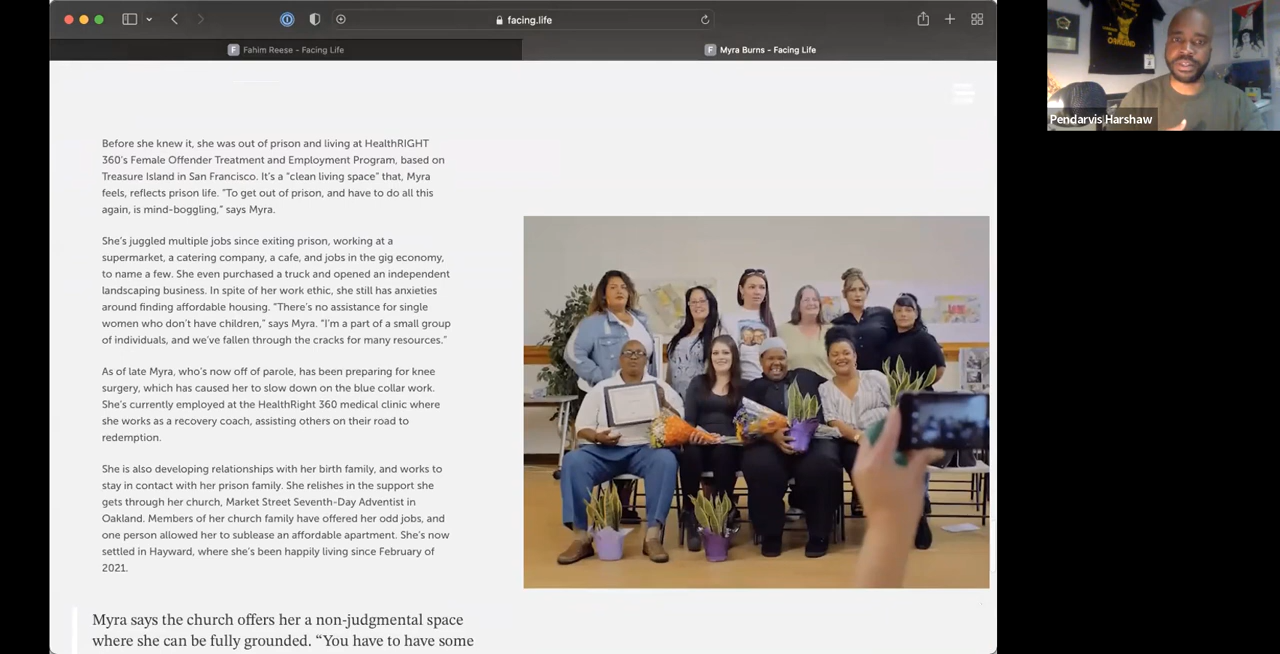 facing.life
Fahim Reese - Facing Life
Myra Burns - Facing Life
Before she knew it, she was out of prison and living at HealthRIGHT
360's Female Offender Treatment and Employment Program, based on
Treasure Island in San Francisco. It's a "clean living space" that, Myra
feels, reflects prison life. "To get out of prison, and have to do all this
again, is mind-boggling," says Myra.
She's juggled multiple jobs since exiting prison, working at a
supermarket, a catering company, a cafe, and jobs in the gig economy,
to name a few. She even purchased a truck and opened an independent
landscaping business. In spite of her work ethic, she still has anxieties
around finding affordable housing. "There's no assistance for single
women who don't have children," says Myra. "I'm a part of a small group
of individuals, and we've fallen through the cracks for many resources."
As of late Myra, who's now off of parole, has been preparing for knee
surgery, which has caused her to slow down on the blue collar work.
She's currently employed at the HealthRight 360 medical clinic where
she works as a recovery coach, assisting others on their road to
redemption.
She is also developing relationships with her birth family, and works to
stay in contact with her prison family. She relishes in the support she
gets through her church, Market Street Seventh-Day Adventist in
Oakland. Members of her church family have offered her odd jobs, and
one person allowed her to sublease an affordable apartment. She's now
settled in Hayward, where she's been happily living since February of
2021.
Myra says the church offers her a non-judgmental space
where she can be fully grounded. "You have to have some
Pendarvis Harshaw